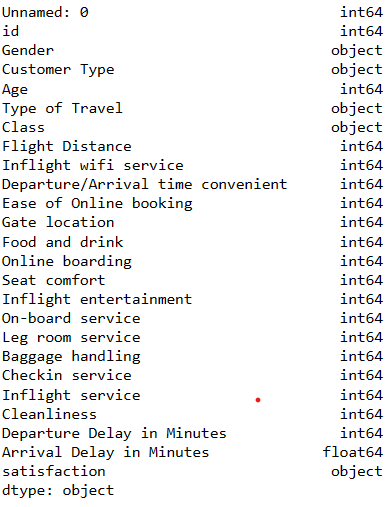 Unnamed: 0 int64
id int64
Gender object
Customer Type object
Age int64
Type of Travel object
Class object
Flight Distance int64
Inflight wifi service int64
Departure/Arrival time convenient int64
Ease of Online booking int64
Gate location int64
Food and drink int64
Online boarding int64
Seat comfort int64
Inflight entertainment int64
On-board service int64
Leg room service int64
Baggage handling int64
Checkin service int64
Inflight service int64
Cleanliness int64
Departure Delay in Minutes int64
Arrival Delay in Minutes float64
satisfaction object
dtype: object